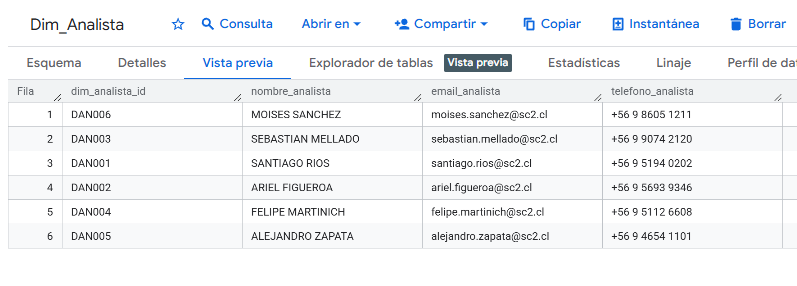 Dim_Analista Consulta Abrir en Compartir Copiar Instantánea Borrar
Esquema Detalles Vista previa Explorador de tablas Vista previa Estadísticas Linaje Perfil de da
Fila dim_analista_id nombre_analista email_analista telefono_analista
1 DAN006 MOISES SANCHEZ moises.sanchez@sc2.cl +56 9 8605 1211
2 DAN003 SEBASTIAN MELLADO sebastian.mellado@sc2.cl +56 9 9074 2120
3 DAN001 SANTIAGO RIOS santiago.rios@sc2.cl +56 9 5194 0202
4 DAN002 ARIEL FIGUEROA ariel.figueroa@sc2.cl +56 9 5693 9346
5 DAN004 FELIPE MARTINICH felipe.martinich@sc2.cl +56 9 5112 6608
6 DAN005 ALEJANDRO ZAPATA alejandro.zapata@sc2.cl +56 9 4654 1101